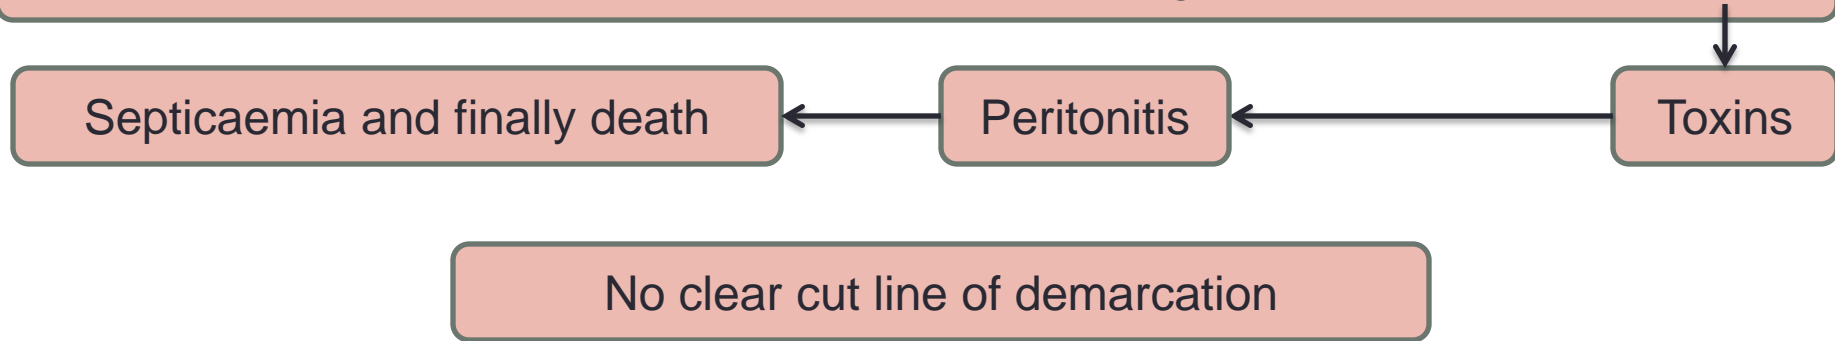 Septicaemia and finally death
Peritonitis
Toxins
No clear cut line of demarcation